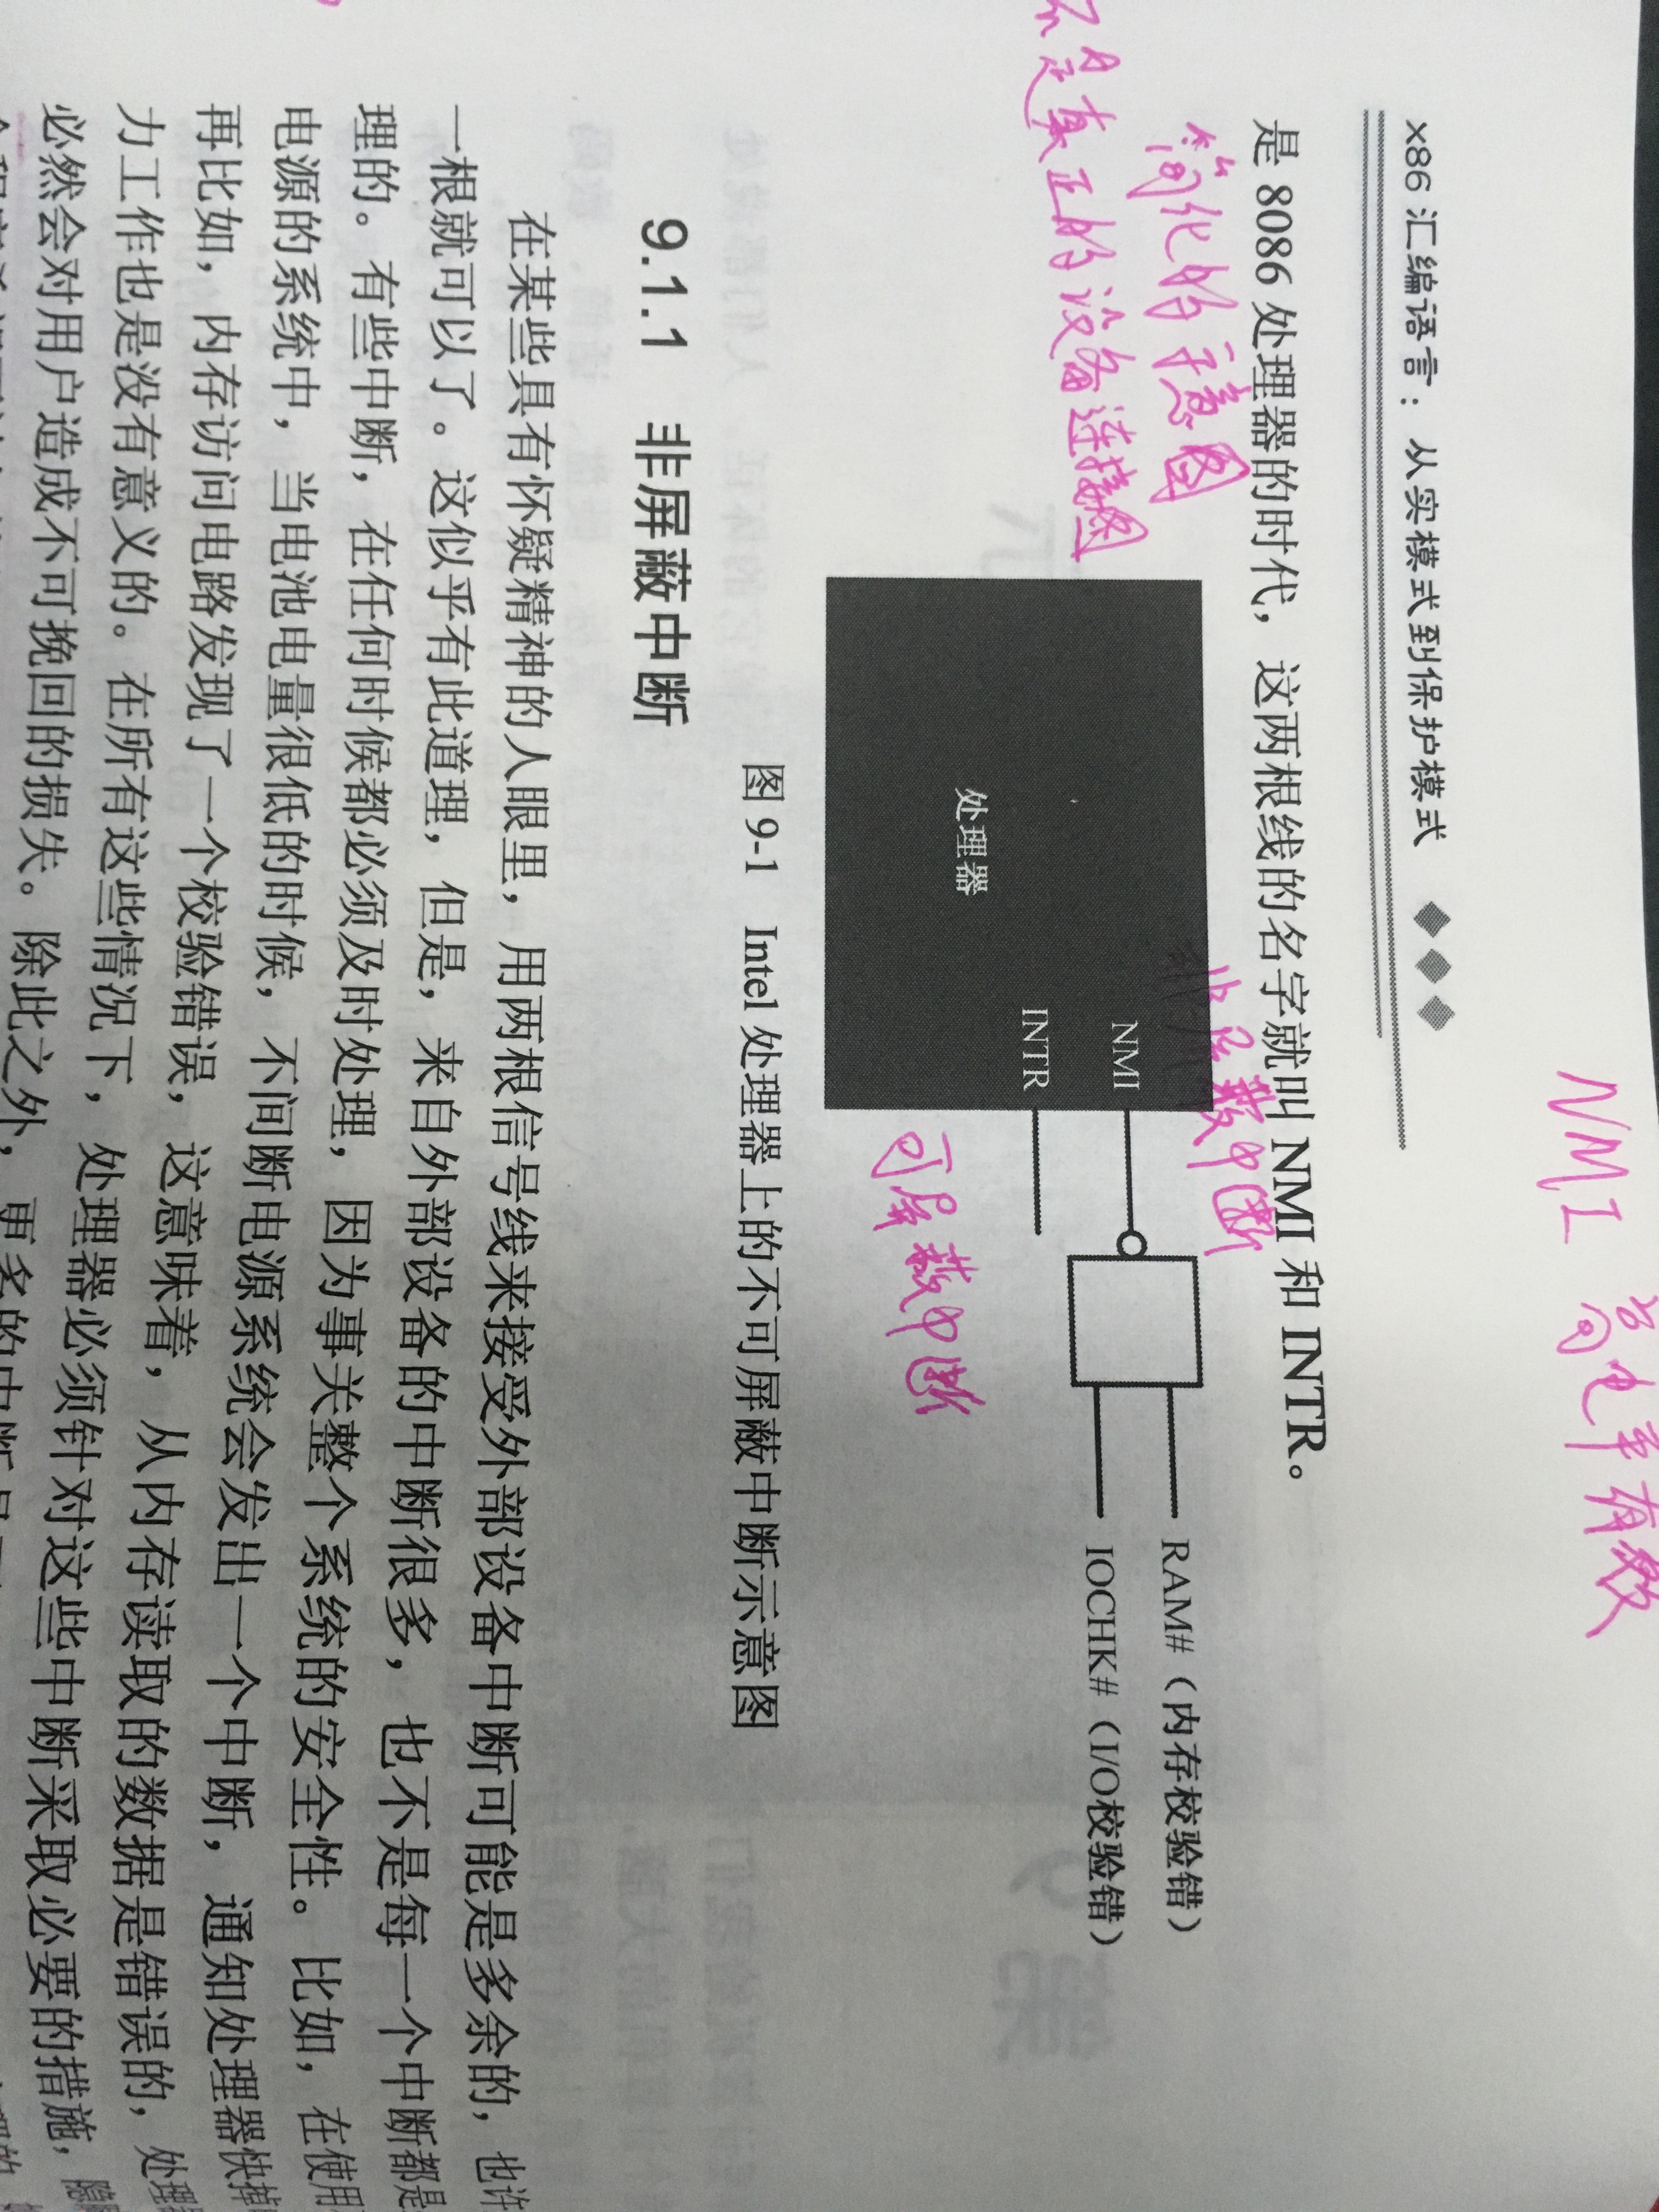 NMI 高电平有效
x86 汇编语言：从实模式到保护模式 ◆◆◆
是 8086 处理器的时代，这两根线的名字就叫 NMI 和 INTR。
个
简化的示意图
不是真正的设备连接图
非屏蔽中断
处理器
NMI
INTR
RAM#（内存校验错）
IOCHK#（I/O校验错）
可屏蔽中断
图 9-1 Intel 处理器上的不可屏蔽中断示意图
9.1.1 非屏蔽中断
在某些具有怀疑精神的人眼里，用两根信号线来接受外部设备中断可能是多余的，也许
一根就可以了。这似乎有此道理，但是，来自外部设备的中断很多，也不是每一个中断都是
理的。有些中断，在任何时候都必须及时处理，因为事关整个系统的安全性。比如，在使用
电源的系统中，当电池电量很低的时候，不间断电源系统会发出一个中断，通知处理器快
再比如，内存访问电路发现了一个校验错误，这意味着，从内存读取的数据是错误的，处理
力工作也是没有意义的。在所有这些情况下，处理器必须针对这些中断采取必要的措施，
必然会对用户造成不可挽回的损失。除此之外，更多的中断